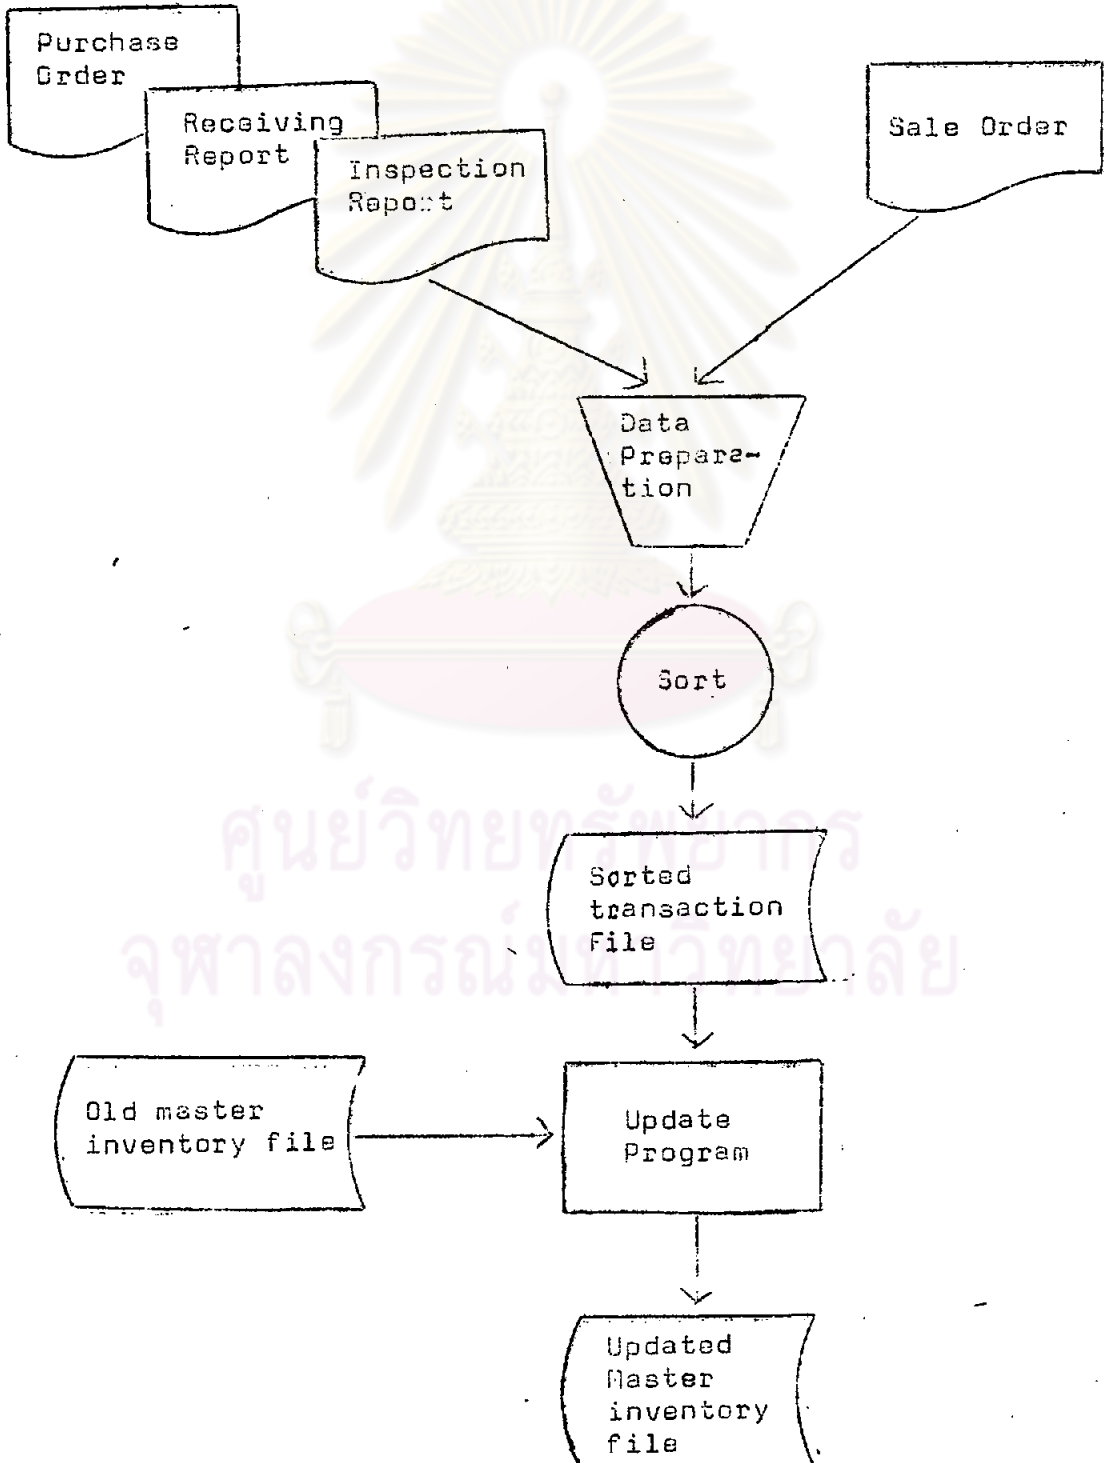 Purchase
Order
Receiving
Report
Inspection
Report
Sale Order
Data
Prepara-
tion
Sort
Sorted
transaction
File
ศูนย์วิทยทรัพยากร
จุฬาลงกรณ์มหาวิทยาลัย
Old master
inventory file
Update
Program
Updated
Master
inventory
file